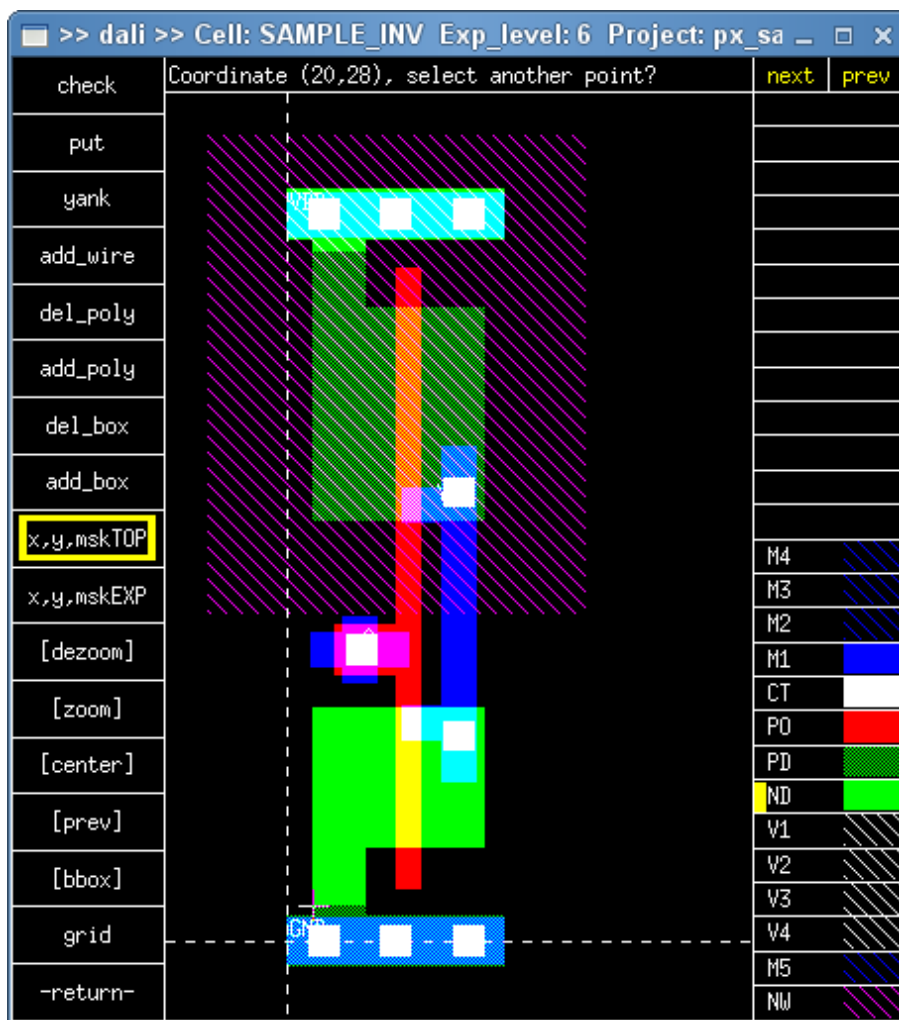 >> dali >> Cell: SAMPLE_INV Exp_level: 6 Project: px_sa
Coordinate (20,28), select another point?
next prev
check
put
yank
add_wire
del_poly
add_poly
del_box
add_box
x,y,mskTOP
x,y,mskEXP
[dezoom]
[zoom]
[center]
[prev]
[bbox]
grid
-return-
VDD
GND
M4
M3
M2
M1
CT
PO
PD
ND
V1
V2
V3
V4
M5
NW